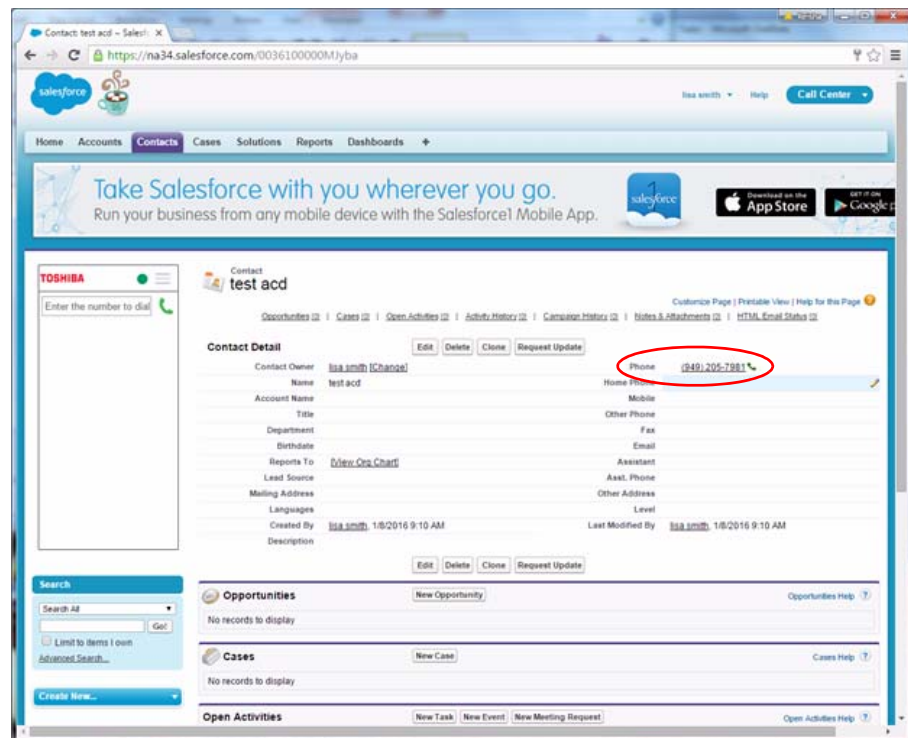 Contact: test acd ~ Salesf
https://na34.salesforce.com/0036100000MJyba
salesforce
lisa smith Help Call Center
Home Accounts Contacts Cases Solutions Reports Dashboards +
Take Salesforce with you wherever you go.
Run your business from any mobile device with the Salesforce1 Mobile App.
1
salesforce
Download on the
App Store
GET IT ON
Google p
TOSHIBA
Enter the number to dial
Contact
test acd
Customize Page | Printable View | Help for this Page
Opportunities | Cases | Open Activities | Activity History | Campaign History | Notes & Attachments | HTML Email Status
Contact Detail Edit Delete Clone Request Update
Contact Owner lisa smith [Change] Phone (949) 205-7981
Name test acd Home Phone
Account Name Mobile
Title Other Phone
Department Fax
Birthdate Email
Reports To [View Org Chart] Assistant
Lead Source Asst. Phone
Mailing Address Other Address
Languages Level
Created By lisa smith, 1/8/2016 9:10 AM Last Modified By lisa smith, 1/8/2016 9:10 AM
Description
Edit Delete Clone Request Update
Search
Search All
Go!
Limit to items I own
Advanced Search...
Create New...
Opportunities New Opportunity Opportunities Help ?
No records to display
Cases New Case Cases Help ?
No records to display
Open Activities New Task New Event New Meeting Request Open Activities Help ?